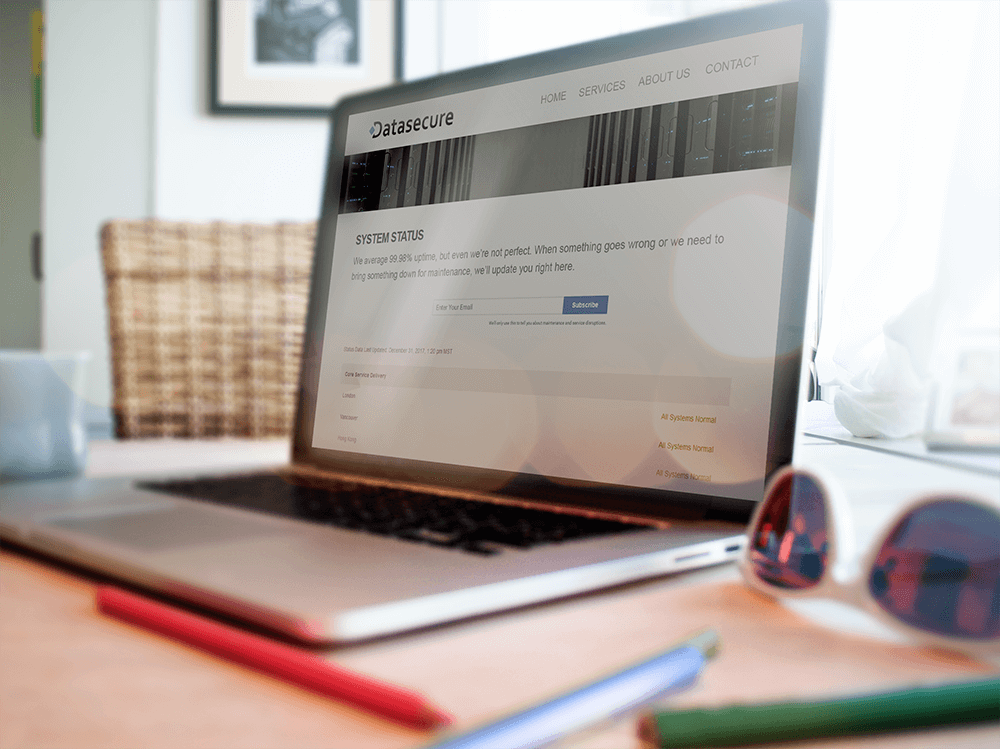 HOME SERVICES ABOUT US CONTACT
Datasecure
SYSTEM STATUS
We average 99.98% uptime, but even we're not perfect. When something goes wrong or we need to
bring something down for maintenance, we'll update you right here.
Enter Your Email Subscribe
We'll only use this to tell you about maintenance and service disruptions.
Status Data Last Updated: December 31, 2017, 1:20 pm MST
Core Service Delivery
London
All Systems Normal
Vancouver
All Systems Normal
Hong Kong
All Systems Normal